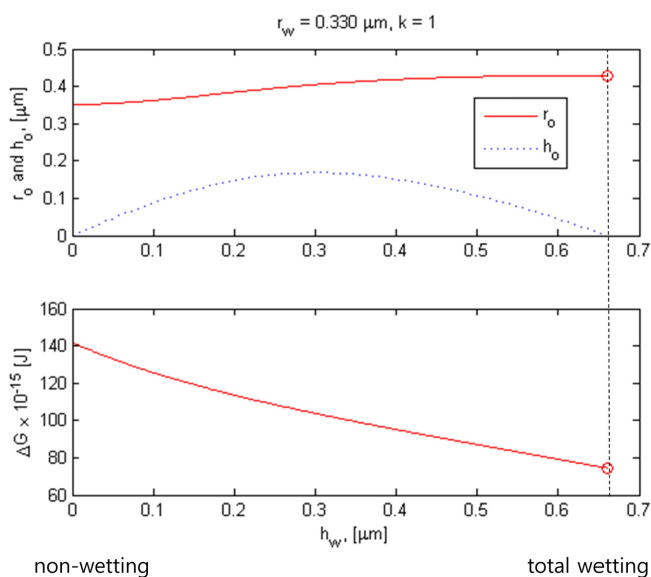 r_w = 0.330 μm, k = 1
r_o and h_o, [μm]
0.5
0.4
0.3
0.2
0.1
0
r_o
h_o
0 0.1 0.2 0.3 0.4 0.5 0.6 0.7
ΔG × 10^-15 [J]
160
140
120
100
80
60
0 0.1 0.2 0.3 0.4 0.5 0.6 0.7
h_w, [μm]
non-wetting total wetting